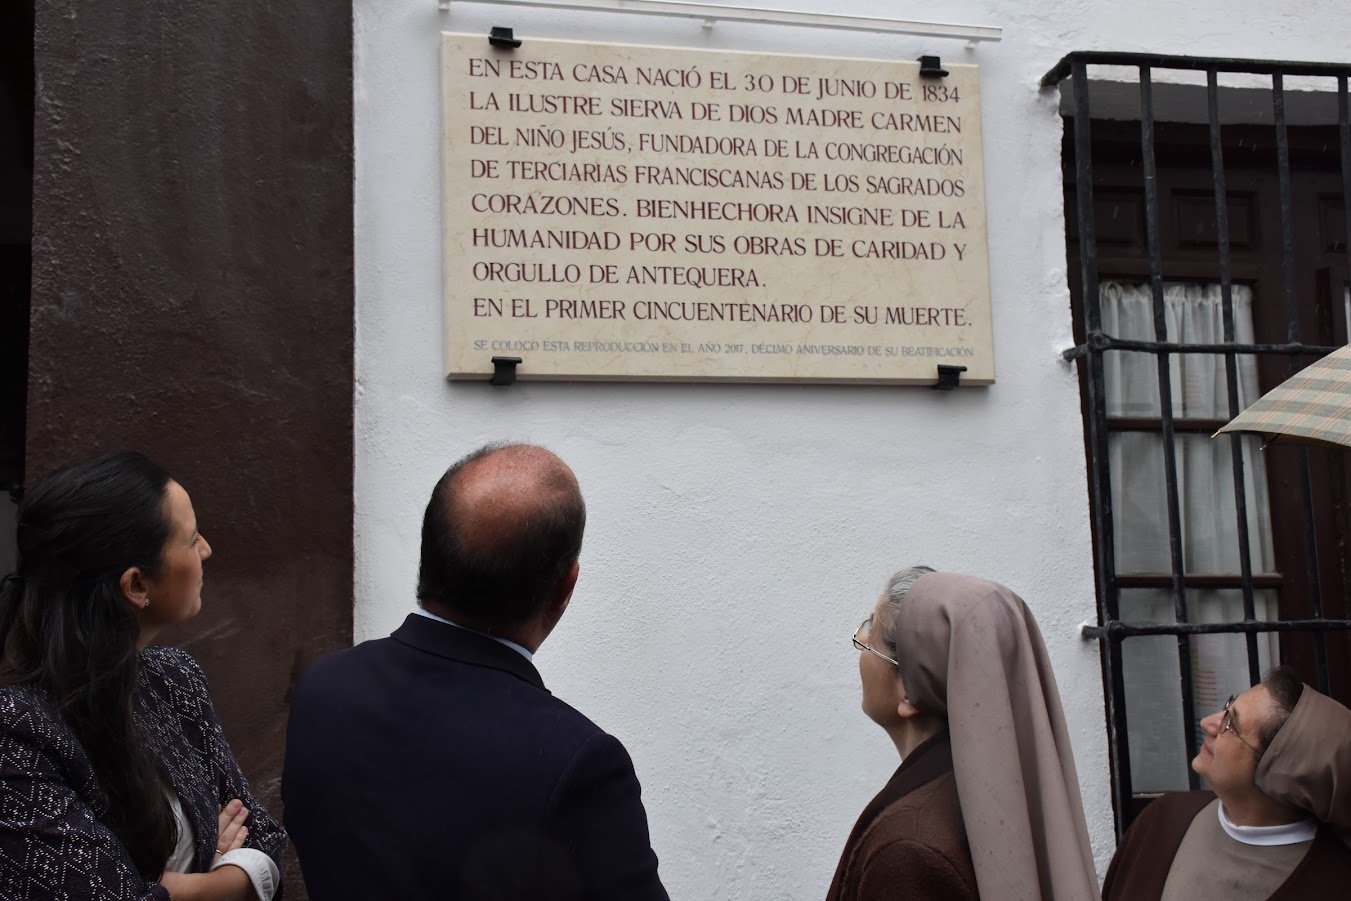 EN ESTA CASA NACIÓ EL 30 DE JUNIO DE 1834
LA ILUSTRE SIERVA DE DIOS MADRE CARMEN
DEL NIÑO JESÚS, FUNDADORA DE LA CONGREGACIÓN
DE TERCIARIAS FRANCISCANAS DE LOS SAGRADOS
CORAZONES. BIENHECHORA INSIGNE DE LA
HUMANIDAD POR SUS OBRAS DE CARIDAD Y
ORGULLO DE ANTEQUERA.
EN EL PRIMER CINCUENTENARIO DE SU MUERTE.
SE COLOCÓ ESTA REPRODUCCIÓN EN EL AÑO 2017, DÉCIMO ANIVERSARIO DE SU BEATIFICACIÓN